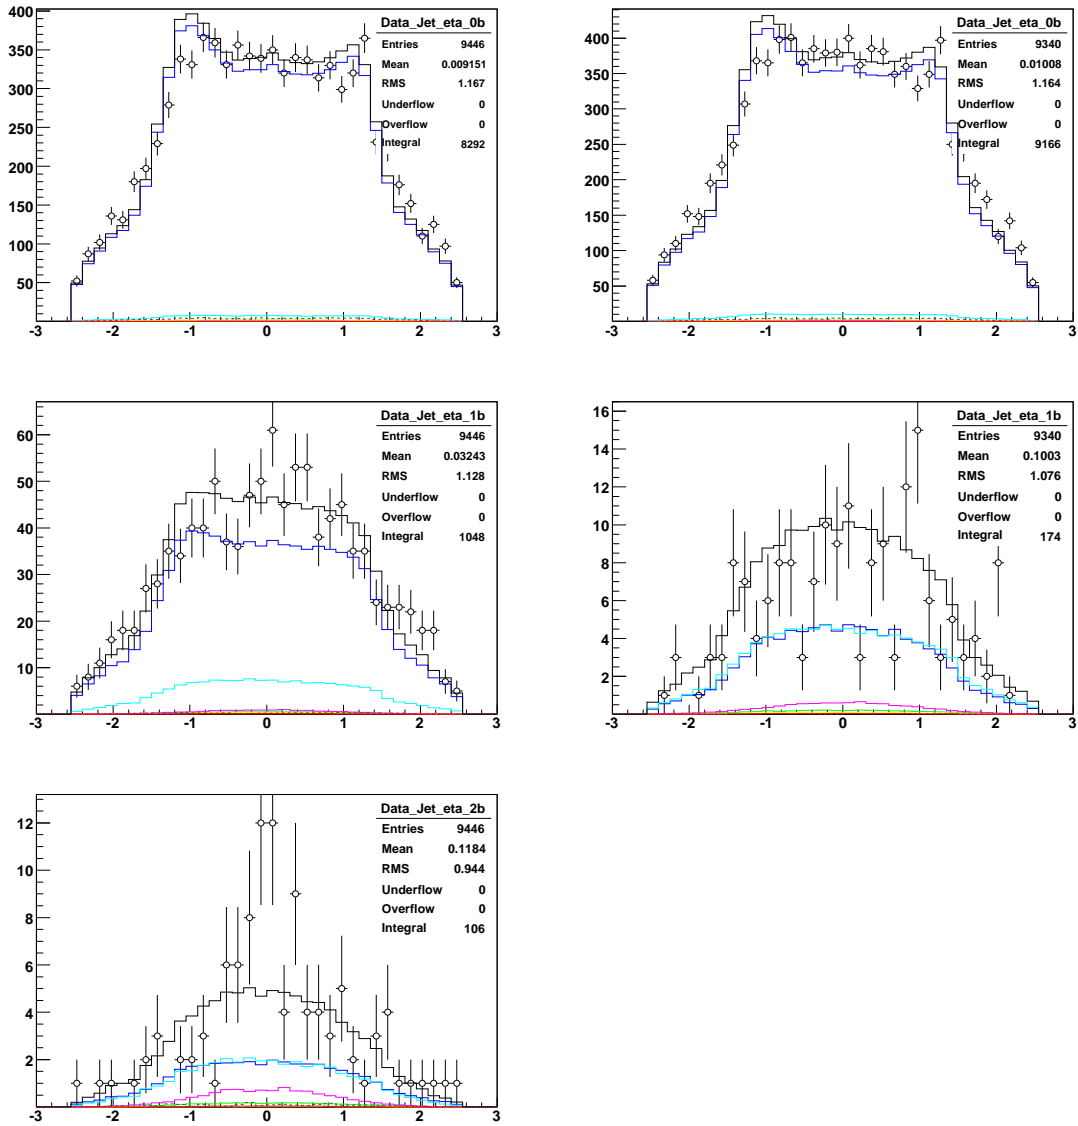 Data_Jet_eta_0b
Entries 9446
Mean 0.009151
RMS 1.167
Underflow 0
Overflow 0
Integral 8292
400
350
300
250
200
150
100
50
-3 -2 -1 0 1 2 3
Data_Jet_eta_0b
Entries 9340
Mean 0.01008
RMS 1.164
Underflow 0
Overflow 0
Integral 9166
400
350
300
250
200
150
100
50
-3 -2 -1 0 1 2 3
Data_Jet_eta_1b
Entries 9446
Mean 0.03243
RMS 1.128
Underflow 0
Overflow 0
Integral 1048
60
50
40
30
20
10
-3 -2 -1 0 1 2 3
Data_Jet_eta_1b
Entries 9340
Mean 0.1003
RMS 1.076
Underflow 0
Overflow 0
Integral 174
16
14
12
10
8
6
4
2
-3 -2 -1 0 1 2 3
Data_Jet_eta_2b
Entries 9446
Mean 0.1184
RMS 0.944
Underflow 0
Overflow 0
Integral 106
12
10
8
6
4
2
-3 -2 -1 0 1 2 3